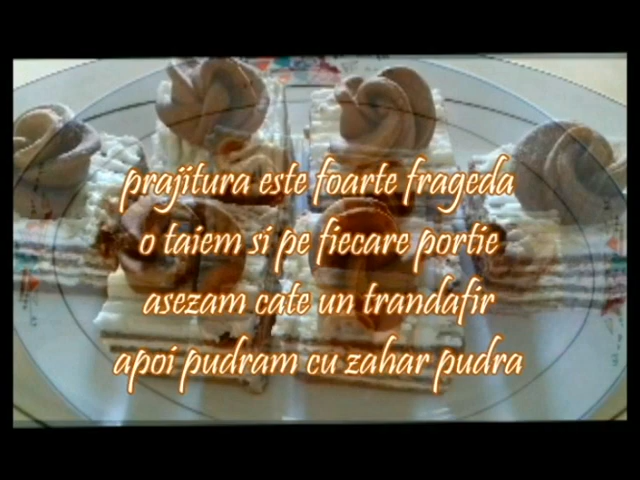 prajitura este foarte frageda
o taiem si pe fiecare portie
asezam cate un trandafir
apoi pudram cu zahar pudra